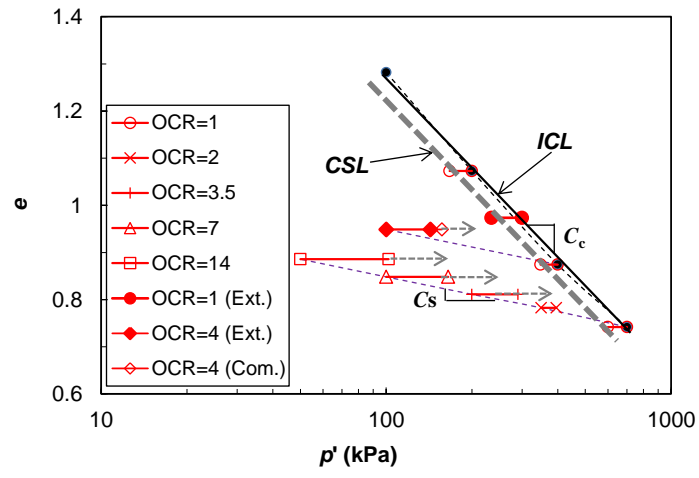 1.4
1.2
1
0.8
0.6
e
OCR=1
OCR=2
OCR=3.5
OCR=7
OCR=14
OCR=1 (Ext.)
OCR=4 (Ext.)
OCR=4 (Com.)
CSL
ICL
Cc
Cs
10
100
1000
p' (kPa)